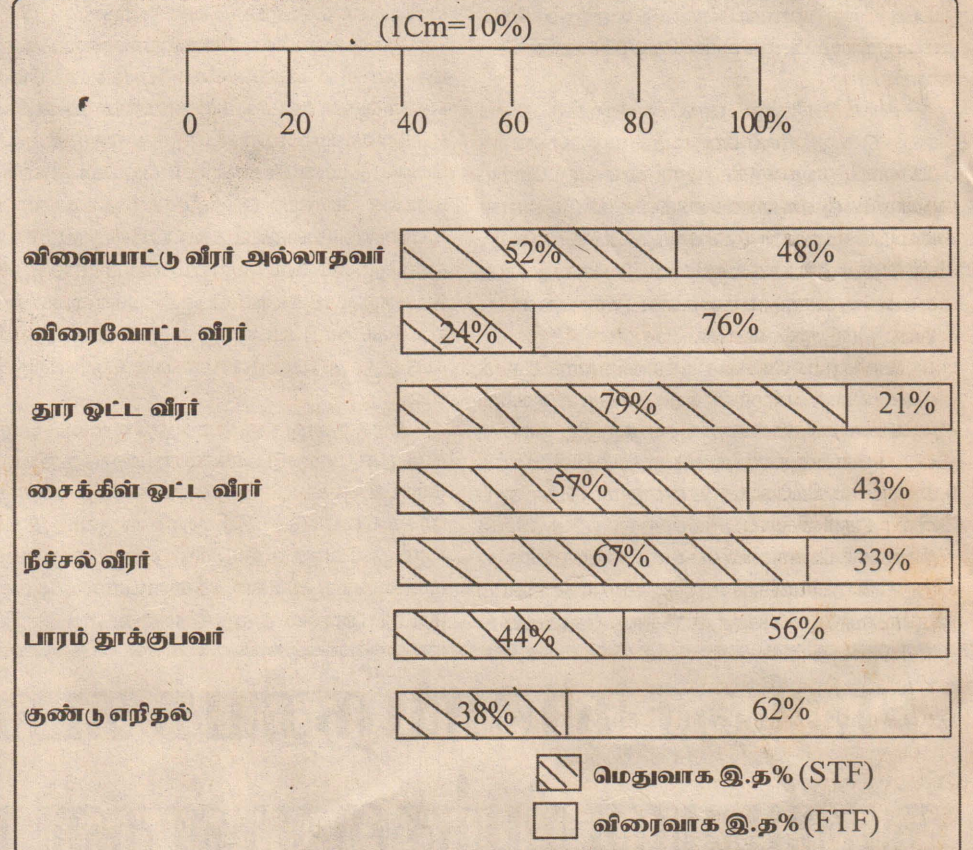 (1Cm=10%)
0 20 40 60 80 100%
விளையாட்டு வீரர் அல்லாதவர் 52% 48%
விரைவோட்ட வீரர் 24% 76%
தூர ஓட்ட வீரர் 79% 21%
சைக்கிள் ஓட்ட வீரர் 57% 43%
நீச்சல் வீரர் 67% 33%
பாரம் தூக்குபவர் 44% 56%
குண்டு எறிதல் 38% 62%
மெதுவாக இ.த% (STF)
விரைவாக இ.த% (FTF)